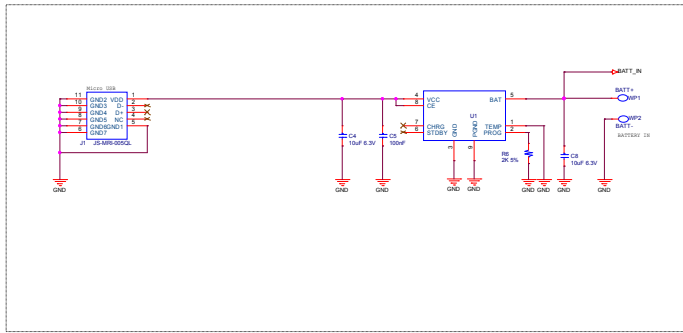 BATT_IN
Micro USB
11 GND2 VDD 1
10 GND3 D- 2
9 GND4 D+ 3
8 GND5 NC 4
7 GND6 GND1 5
6 GND7
J1 JS-MRI-005QL
4 VCC BAT 5
8 CE
U1
7 CHRG TEMP 1
6 STDBY PROG 2
GND PGND
3 9
BATT+
WP1
WP2
BATT-
BATTERY IN
C4
10uF 6.3V
C5
100nF
R6
2K 5%
C8
10uF 6.3V
GND GND GND GND GND GND GND GND GND